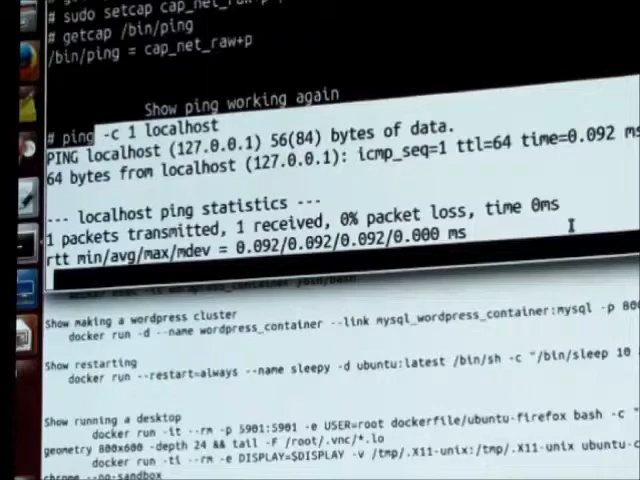 # sudo setcap cap_net_raw
# getcap /bin/ping
/bin/ping = cap_net_raw+p
Show ping working again
# ping -c 1 localhost
PING localhost (127.0.0.1) 56(84) bytes of data.
64 bytes from localhost (127.0.0.1): icmp_seq=1 ttl=64 time=0.092 ms
--- localhost ping statistics ---
1 packets transmitted, 1 received, 0% packet loss, time 0ms
rtt min/avg/max/mdev = 0.092/0.092/0.092/0.000 ms
Show making a wordpress cluster
docker run -d --name wordpress_container --link mysql_wordpress_container:mysql -p 80
Show restarting
docker run --restart=always --name sleepy -d ubuntu:latest /bin/sh -c "/bin/sleep 10
Show running a desktop
docker run -it --rm -p 5901:5901 -e USER=root dockerfile/ubuntu-firefox bash -c "
geometry 800x600 -depth 24 && tail -F /root/.vnc/*.lo
docker run -ti --rm -e DISPLAY=$DISPLAY -v /tmp/.X11-unix:/tmp/.X11-unix ubuntu-c
chrome --no-sandbox